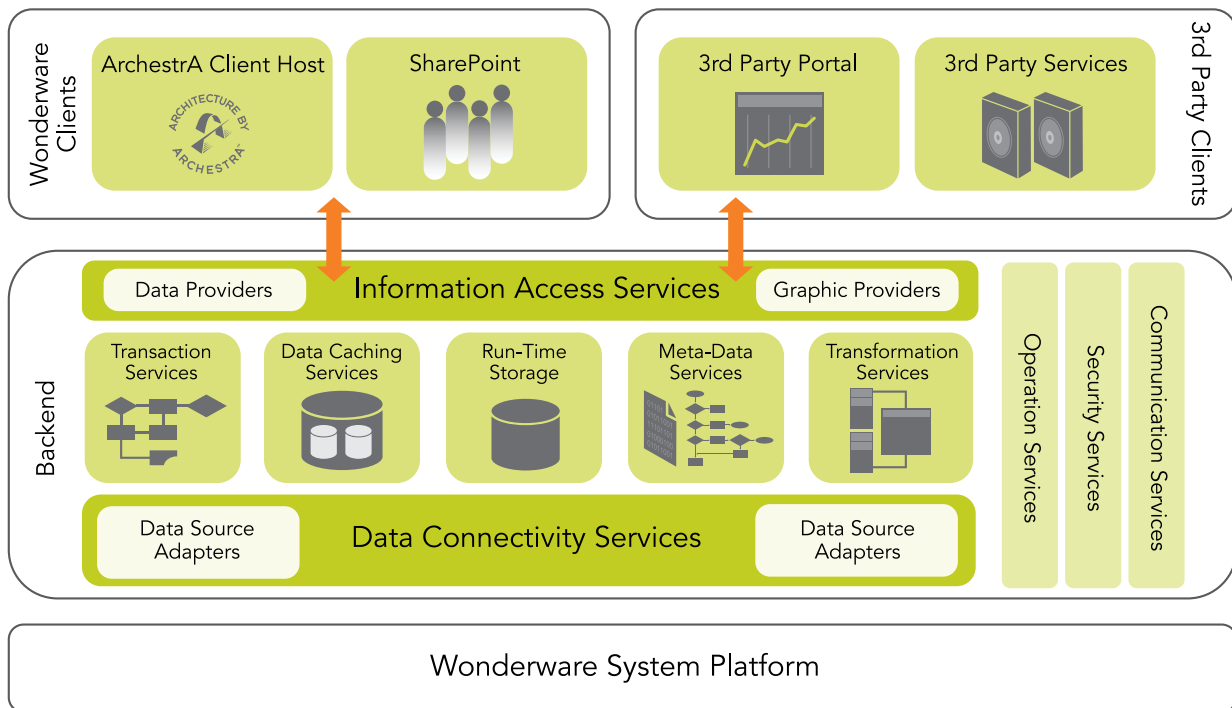 Wonderware
Clients
ArchestrA Client Host
ARCHITECTURE BY
ARCHESTRA™
SharePoint
3rd Party Portal
3rd Party Services
3rd Party Clients
Backend
Data Providers
Information Access Services
Graphic Providers
Transaction
Services
Data Caching
Services
Run-Time
Storage
Meta-Data
Services
Transformation
Services
Data Source
Adapters
Data Connectivity Services
Data Source
Adapters
Operation Services
Security Services
Communication Services
Wonderware System Platform